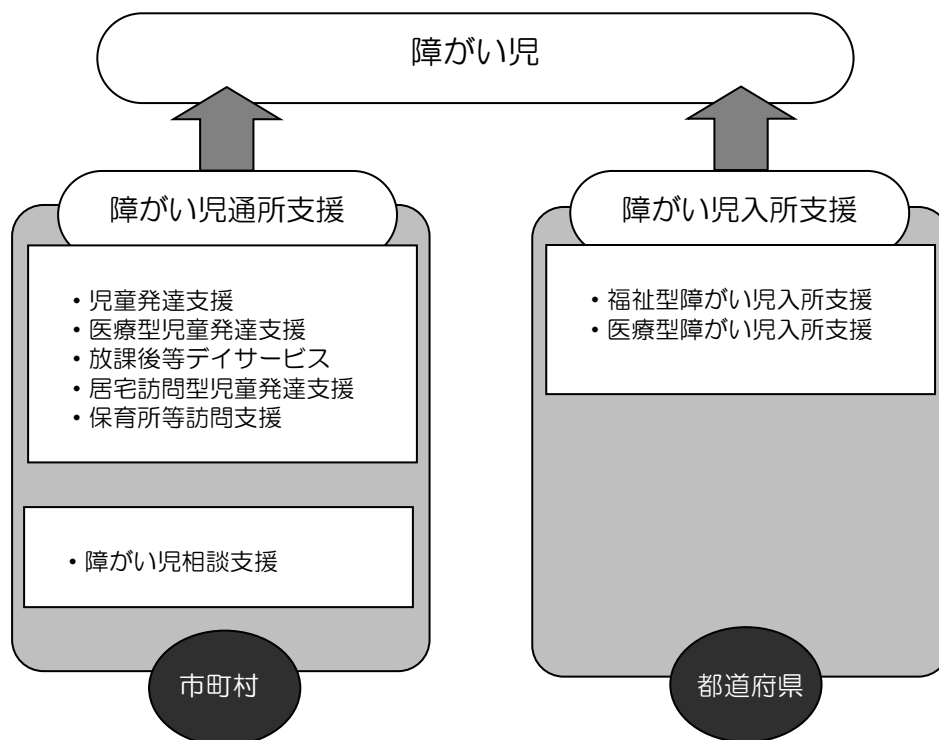 障がい児
障がい児通所支援
・児童発達支援
・医療型児童発達支援
・放課後等デイサービス
・居宅訪問型児童発達支援
・保育所等訪問支援
・障がい児相談支援
市町村
障がい児入所支援
・福祉型障がい児入所支援
・医療型障がい児入所支援
都道府県